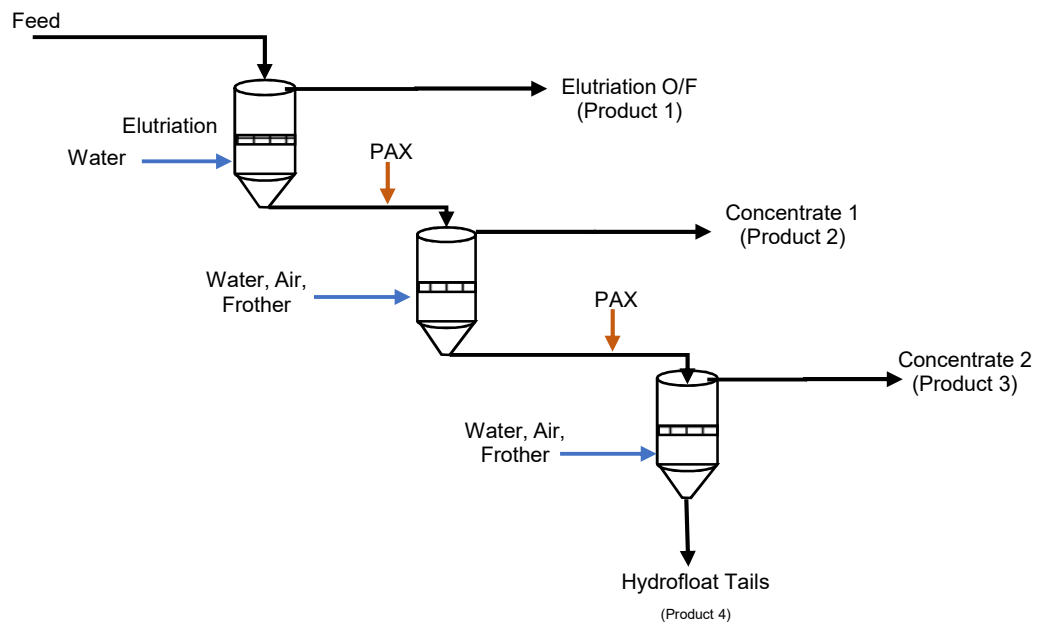 Feed
Elutriation O/F
(Product 1)
Elutriation
Water
PAX
Concentrate 1
(Product 2)
Water, Air,
Frother
PAX
Concentrate 2
(Product 3)
Water, Air,
Frother
Hydrofloat Tails
(Product 4)